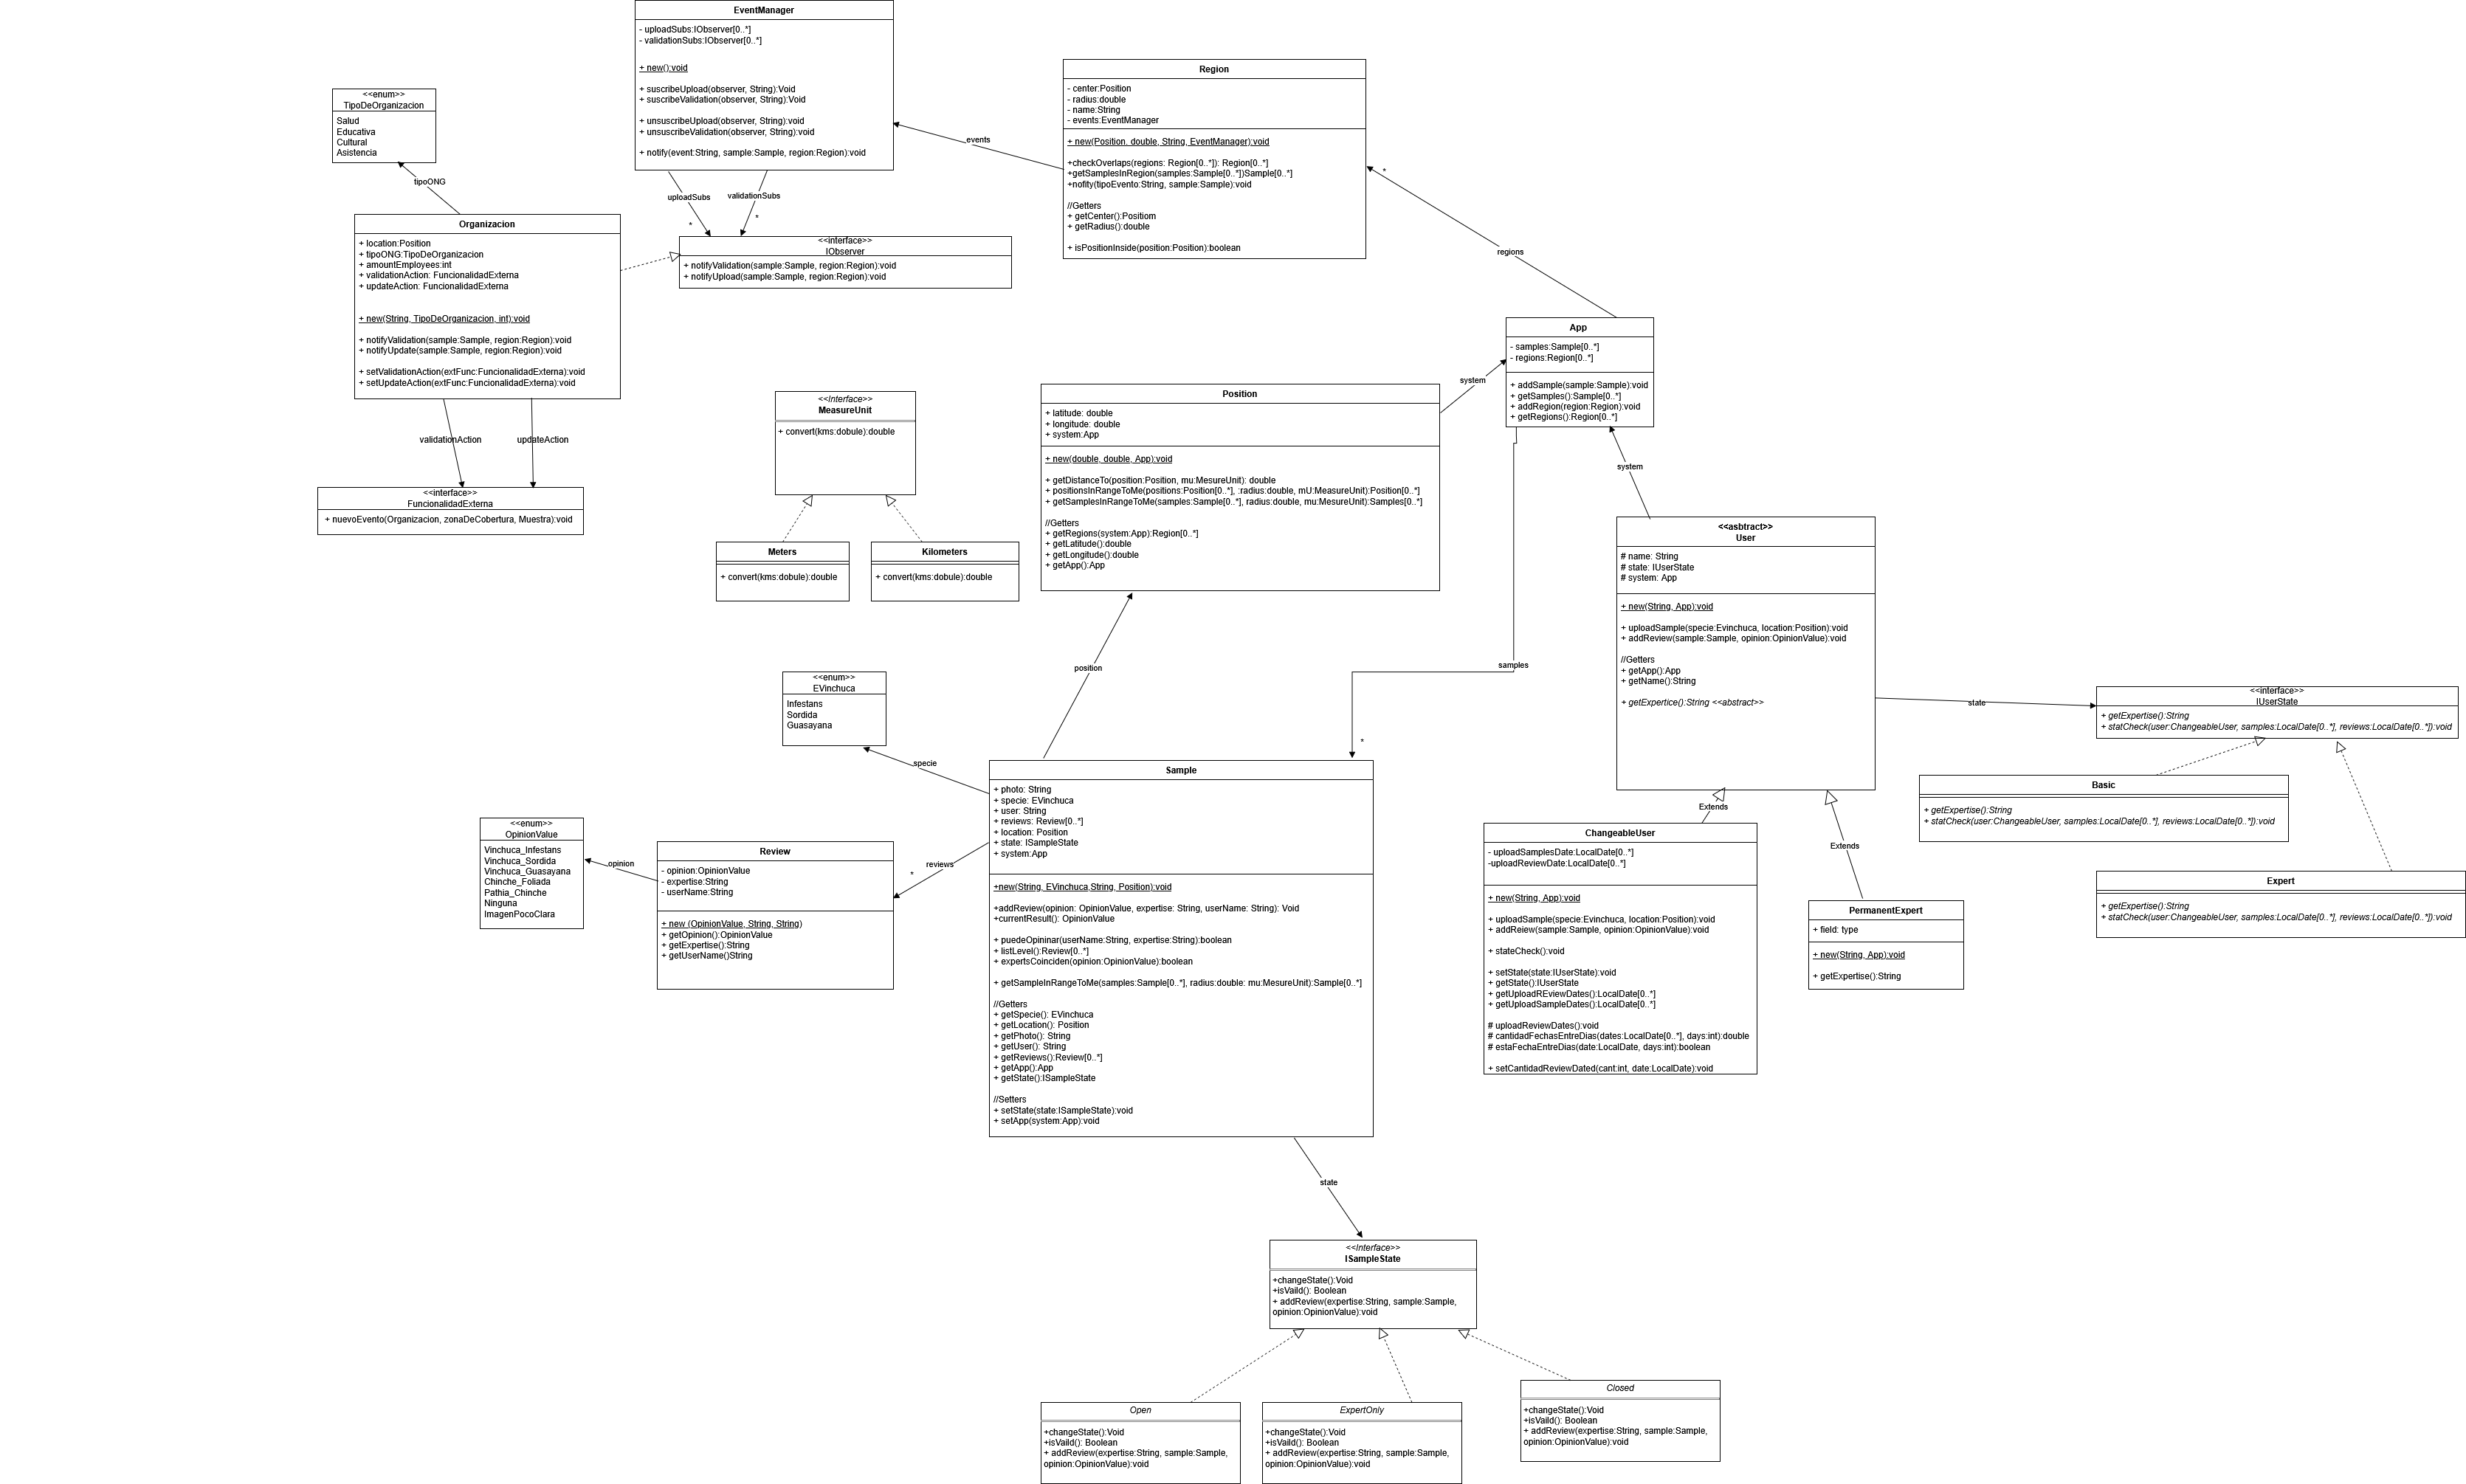 EventManager
- uploadSubs:IObserver[0..*]
- validationSubs:IObserver[0..*]
+ new():void
+ suscribeUpload(observer, String):Void
+ suscribeValidation(observer, String):Void
+ unsuscribeUpload(observer, String):void
+ unsuscribeValidation(observer, String):void
+ notify(event:String, sample:Sample, region:Region):void
Region
- center:Position
- radius:double
- name:String
- events:EventManager
+ new(Position. double, String, EventManager):void
+checkOverlaps(regions: Region[0..*]): Region[0..*]
+getSamplesInRegion(samples:Sample[0..*])Sample[0..*]
+nofity(tipoEvento:String, sample:Sample):void
//Getters
+ getCenter():Positiom
+ getRadius():double
+ isPositionInside(position:Position):boolean
events
<<enum>>
TipoDeOrganizacion
Salud
Educativa
Cultural
Asistencia
tipoONG
uploadSubs
validationSubs
*
*
*
Organizacion
+ location:Position
+ tipoONG:TipoDeOrganizacion
+ amountEmployees:int
+ validationAction: FuncionalidadExterna
+ updateAction: FuncionalidadExterna
+ new(String, TipoDeOrganizacion, int):void
+ notifyValidation(sample:Sample, region:Region):void
+ notifyUpdate(sample:Sample, region:Region):void
+ setValidationAction(extFunc:FuncionalidadExterna):void
+ setUpdateAction(extFunc:FuncionalidadExterna):void
<<interface>>
IObserver
+ notifyValidation(sample:Sample, region:Region):void
+ notifyUpload(sample:Sample, region:Region):void
regions
App
- samples:Sample[0..*]
- regions:Region[0..*]
+ addSample(sample:Sample):void
+ getSamples():Sample[0..*]
+ addRegion(region:Region):void
+ getRegions():Region[0..*]
system
validationAction
updateAction
<<Interface>>
MeasureUnit
+ convert(kms:dobule):double
Position
+ latitude: double
+ longitude: double
+ system:App
+ new(double, double, App):void
+ getDistanceTo(position:Position, mu:MesureUnit): double
+ positionsInRangeToMe(positions:Position[0..*], :radius:double, mU:MeasureUnit):Position[0..*]
+ getSamplesInRangeToMe(samples:Sample[0..*], radius:double, mu:MesureUnit):Samples[0..*]
//Getters
+ getRegions(system:App):Region[0..*]
+ getLatitude():double
+ getLongitude():double
+ getApp():App
system
<<interface>>
FuncionalidadExterna
+ nuevoEvento(Organizacion, zonaDeCobertura, Muestra):void
Meters
+ convert(kms:dobule):double
Kilometers
+ convert(kms:dobule):double
<<asbtract>>
User
# name: String
# state: IUserState
# system: App
+ new(String, App):void
+ uploadSample(specie:Evinchuca, location:Position):void
+ addReview(sample:Sample, opinion:OpinionValue):void
//Getters
+ getApp():App
+ getName():String
+ getExpertice():String <<abstract>>
position
samples
*
state
<<enum>>
EVinchuca
Infestans
Sordida
Guasayana
specie
<<interface>>
IUserState
+ getExpertise():String
+ statCheck(user:ChangeableUser, samples:LocalDate[0..*], reviews:LocalDate[0..*]):void
Sample
+ photo: String
+ specie: EVinchuca
+ user: String
+ reviews: Review[0..*]
+ location: Position
+ state: ISampleState
+ system:App
+new(String, EVinchuca,String, Position):void
+addReview(opinion: OpinionValue, expertise: String, userName: String): Void
+currentResult(): OpinionValue
+ puedeOpininar(userName:String, expertise:String):boolean
+ listLevel():Review[0..*]
+ expertsCoinciden(opinion:OpinionValue):boolean
+ getSampleInRangeToMe(samples:Sample[0..*], radius:double: mu:MesureUnit):Sample[0..*]
//Getters
+ getSpecie(): EVinchuca
+ getLocation(): Position
+ getPhoto(): String
+ getUser(): String
+ getReviews():Review[0..*]
+ getApp():App
+ getState():ISampleState
//Setters
+ setState(state:ISampleState):void
+ setApp(system:App):void
Basic
+ getExpertise():String
+ statCheck(user:ChangeableUser, samples:LocalDate[0..*], reviews:LocalDate[0..*]):void
Extends
Extends
<<enum>>
OpinionValue
Vinchuca_Infestans
Vinchuca_Sordida
Vinchuca_Guasayana
Chinche_Foliada
Pathia_Chinche
Ninguna
ImagenPocoClara
opinion
Review
- opinion:OpinionValue
- expertise:String
- userName:String
+ new (OpinionValue, String, String)
+ getOpinion():OpinionValue
+ getExpertise():String
+ getUserName()String
reviews
*
ChangeableUser
- uploadSamplesDate:LocalDate[0..*]
-uploadReviewDate:LocalDate[0..*]
+ new(String, App):void
+ uploadSample(specie:Evinchuca, location:Position):void
+ addReiew(sample:Sample, opinion:OpinionValue):void
+ stateCheck():void
+ setState(state:IUserState):void
+ getState():IUserState
+ getUploadREviewDates():LocalDate[0..*]
+ getUploadSampleDates():LocalDate[0..*]
# uploadReviewDates():void
# cantidadFechasEntreDias(dates:LocalDate[0..*], days:int):double
# estaFechaEntreDias(date:LocalDate, days:int):boolean
+ setCantidadReviewDated(cant:int, date:LocalDate):void
Expert
+ getExpertise():String
+ statCheck(user:ChangeableUser, samples:LocalDate[0..*], reviews:LocalDate[0..*]):void
PermanentExpert
+ field: type
+ new(String, App):void
+ getExpertise():String
state
<<Interface>>
ISampleState
+changeState():Void
+isVaild(): Boolean
+ addReview(expertise:String, sample:Sample,
opinion:OpinionValue):void
Closed
+changeState():Void
+isVaild(): Boolean
+ addReview(expertise:String, sample:Sample,
opinion:OpinionValue):void
Open
+changeState():Void
+isVaild(): Boolean
+ addReview(expertise:String, sample:Sample,
opinion:OpinionValue):void
ExpertOnly
+changeState():Void
+isVaild(): Boolean
+ addReview(expertise:String, sample:Sample,
opinion:OpinionValue):void